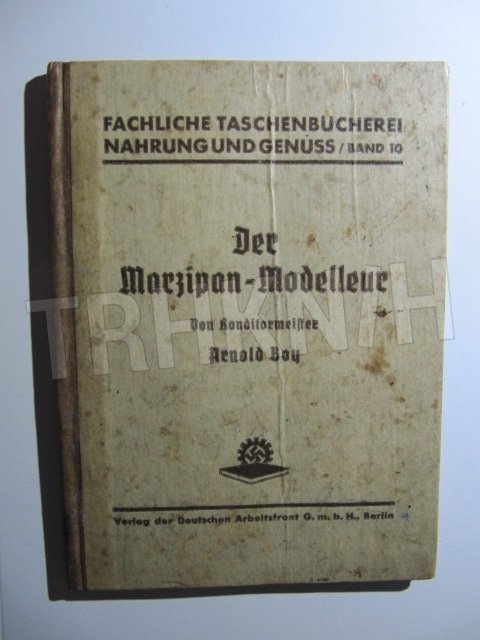 FACHLICHE TASCHENBÜCHEREI
NAHRUNG UND GENUSS / BAND 10
Der
Marzipan-Modelleur
Von Konditormeister
Arnold Boy
TRHKNIH
Verlag der Deutschen Arbeitsfront G. m. b. H., Berlin